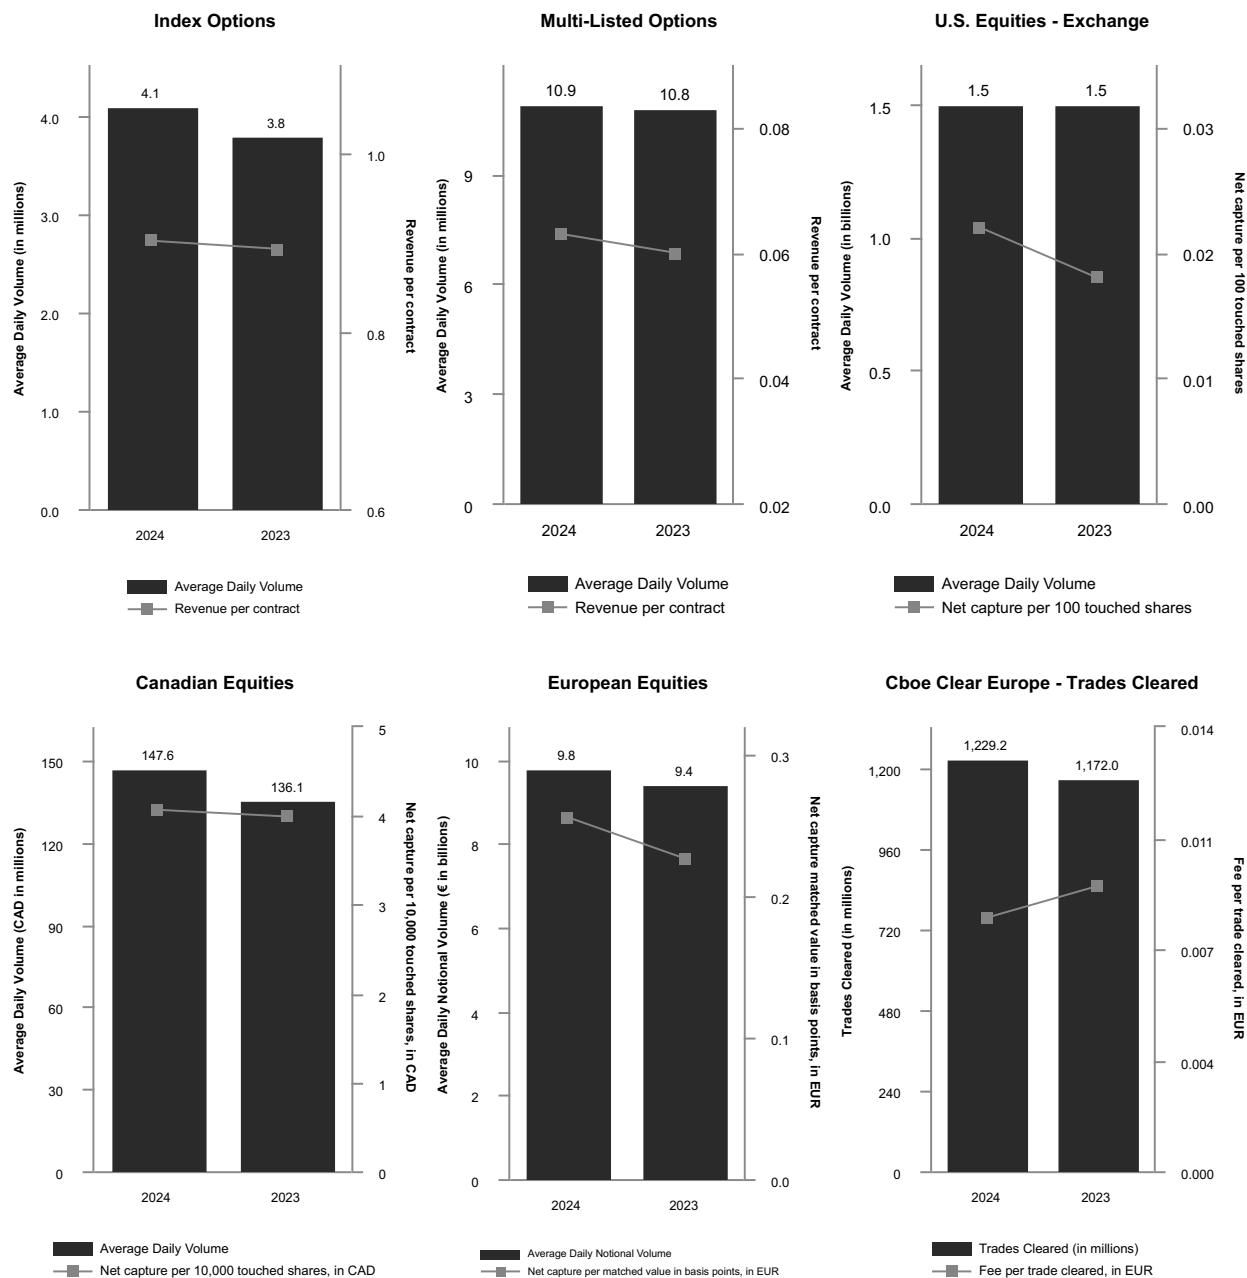 Index Options
4.1
3.8
4.0
3.0
2.0
1.0
0.0
1.0
0.8
0.6
Average Daily Volume (in millions)
Revenue per contract
2024
2023
Average Daily Volume
Revenue per contract
Multi-Listed Options
10.9
10.8
9
6
3
0
0.08
0.06
0.04
0.02
Average Daily Volume (in millions)
Revenue per contract
2024
2023
Average Daily Volume
Revenue per contract
U.S. Equities - Exchange
1.5
1.5
1.5
1.0
0.5
0.0
0.03
0.02
0.01
0.00
Average Daily Volume (in billions)
Net capture per 100 touched shares
2024
2023
Average Daily Volume
Net capture per 100 touched shares
Canadian Equities
147.6
136.1
150
120
90
60
30
0
5
4
3
2
1
0
Average Daily Volume (CAD in millions)
Net capture per 10,000 touched shares, in CAD
2024
2023
Average Daily Volume
Net capture per 10,000 touched shares, in CAD
European Equities
9.8
9.4
10
8
6
4
2
0
0.3
0.2
0.1
0.0
Average Daily Notional Volume (€ in billions)
Net capture matched value in basis points, in EUR
2024
2023
Average Daily Notional Volume
Net capture per matched value in basis points, in EUR
Cboe Clear Europe - Trades Cleared
1,229.2
1,172.0
1,200
960
720
480
240
0
0.014
0.011
0.007
0.004
0.000
Trades Cleared (in millions)
Fee per trade cleared, in EUR
2024
2023
Trades Cleared (in millions)
Fee per trade cleared, in EUR